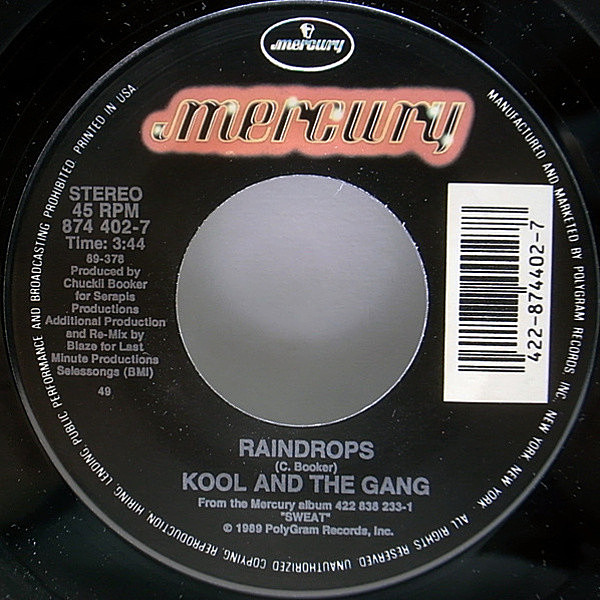 mercury
mercury
STEREO
45 RPM
874 402-7
Time: 3:44
89-378
Produced by
Chuckii Booker
for Serapis
Productions
Additional Production
and Re-Mix by
Blaze for Last
Minute Productions
Selessongs (BMI)
49
422-874402-7
RAINDROPS
(C. Booker)
KOOL AND THE GANG
From the Mercury album 422 838 233-1
"SWEAT"
© 1989 PolyGram Records, Inc.
MANUFACTURED AND MARKETED BY POLYGRAM RECORDS, INC. NEW YORK, NEW YORK
ALL RIGHTS RESERVED UNAUTHORIZED COPYING, REPRODUCTION, HIRING, LENDING, PUBLIC PERFORMANCE AND BROADCASTING PROHIBITED PRINTED IN USA